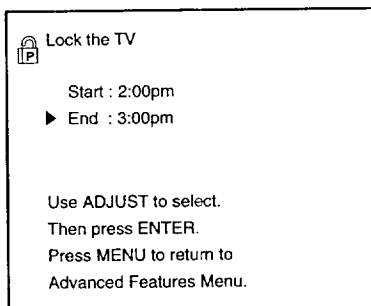 Lock the TV
P
Start : 2:00pm
▶ End : 3:00pm
Use ADJUST to select.
Then press ENTER.
Press MENU to return to
Advanced Features Menu.